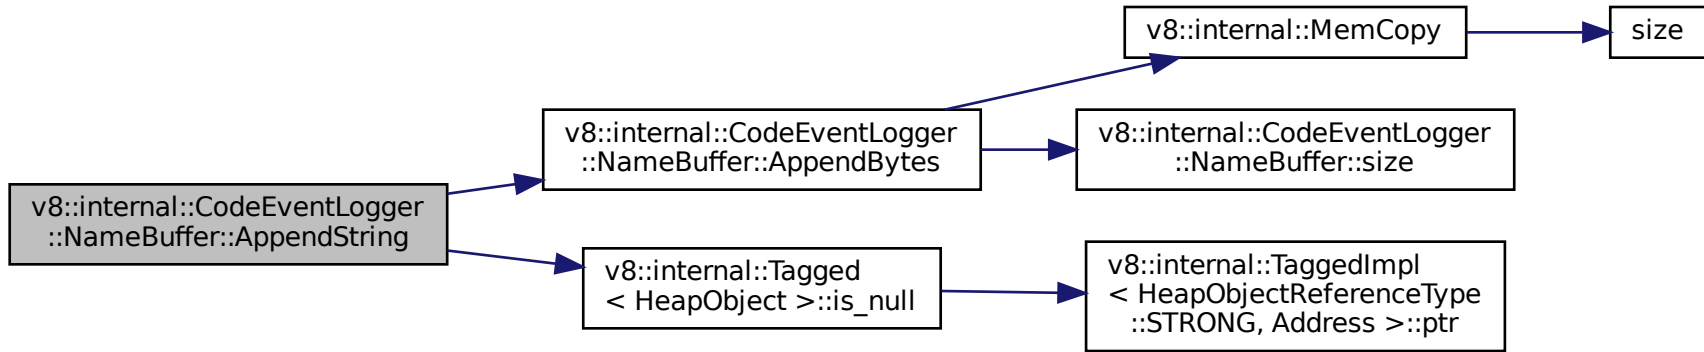 v8::internal::MemCopy
size
v8::internal::CodeEventLogger
::NameBuffer::AppendBytes
v8::internal::CodeEventLogger
::NameBuffer::size
v8::internal::CodeEventLogger
::NameBuffer::AppendString
v8::internal::Tagged
< HeapObject >::is_null
v8::internal::TaggedImpl
< HeapObjectReferenceType
::STRONG, Address >::ptr